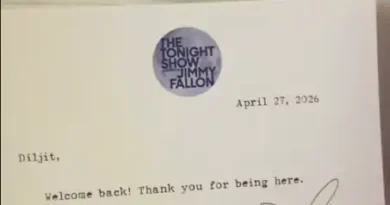 THE
TONIGHT
SHOW
JIMMY
FALLON
April 27, 2026
Diljit,
Welcome back! Thank you for being here.